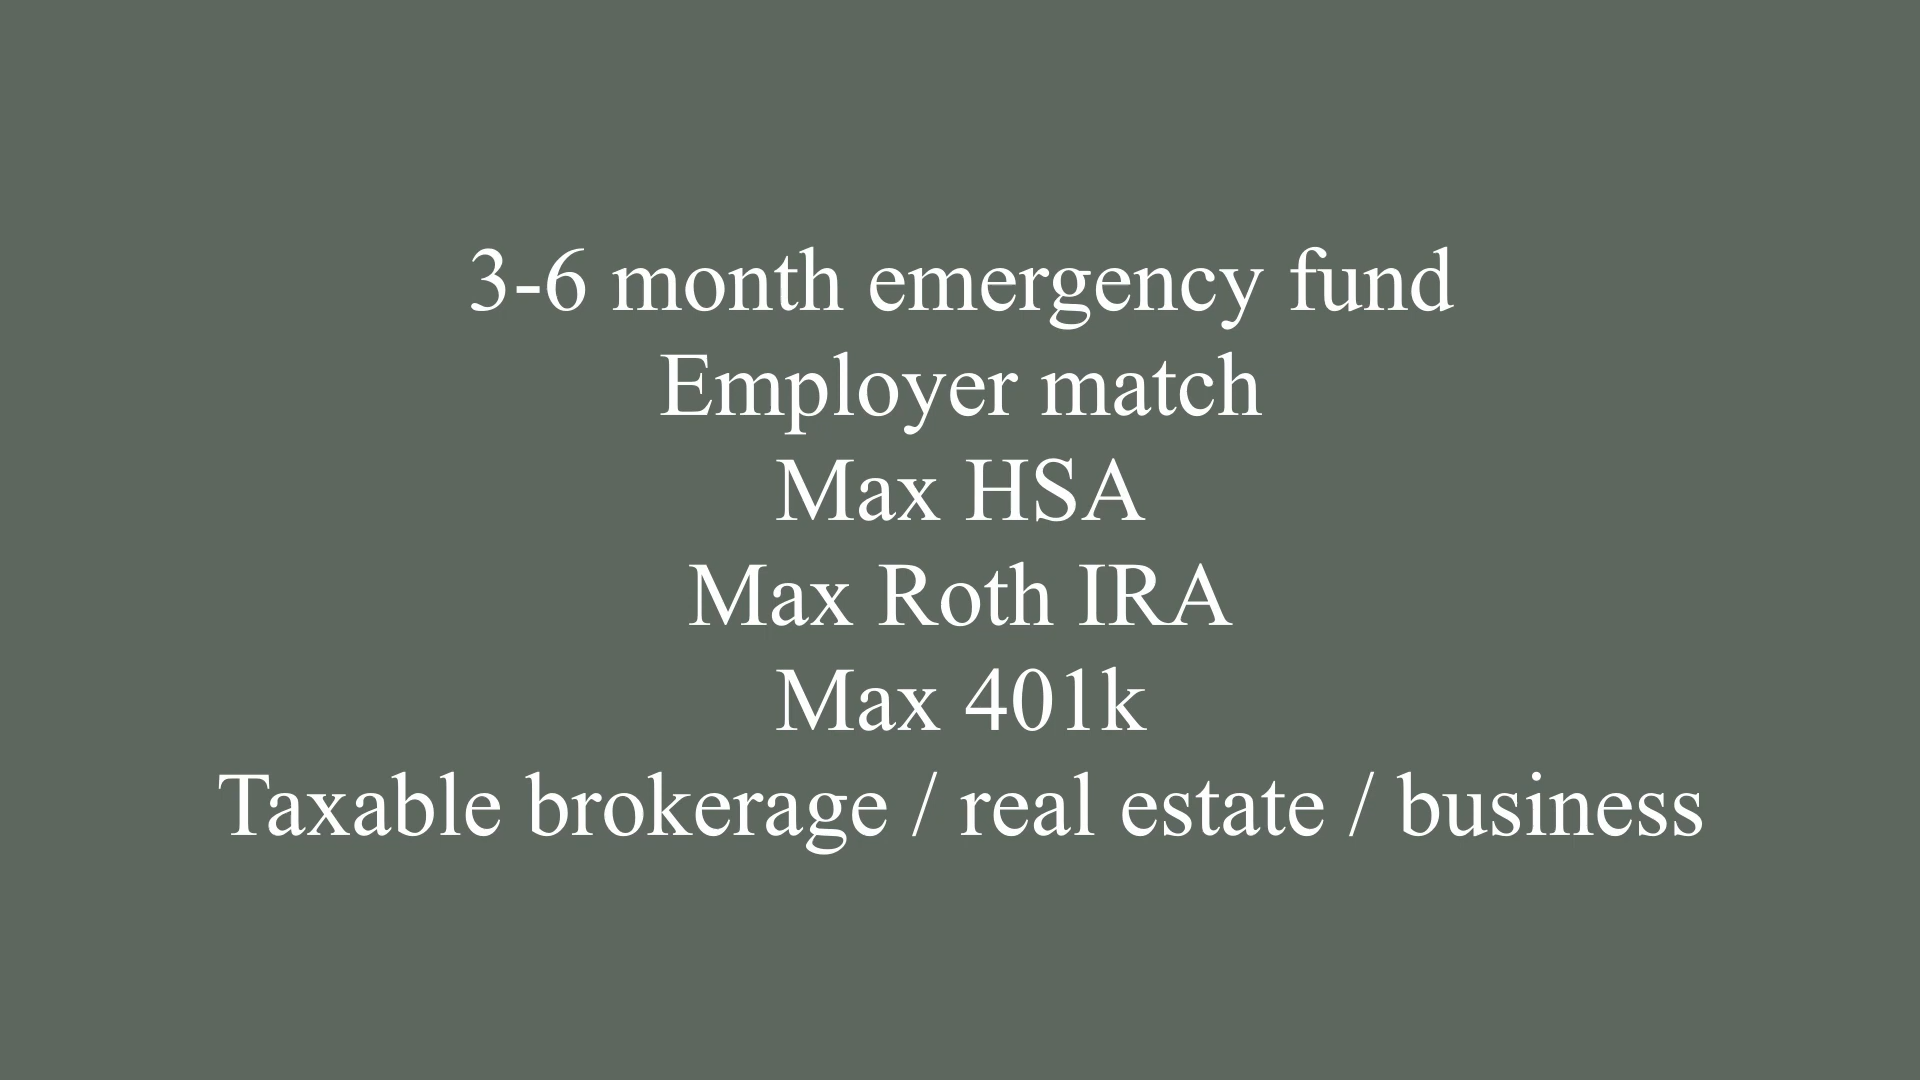 3-6 month emergency fund
Employer match
Max HSA
Max Roth IRA
Max 401k
Taxable brokerage / real estate / business